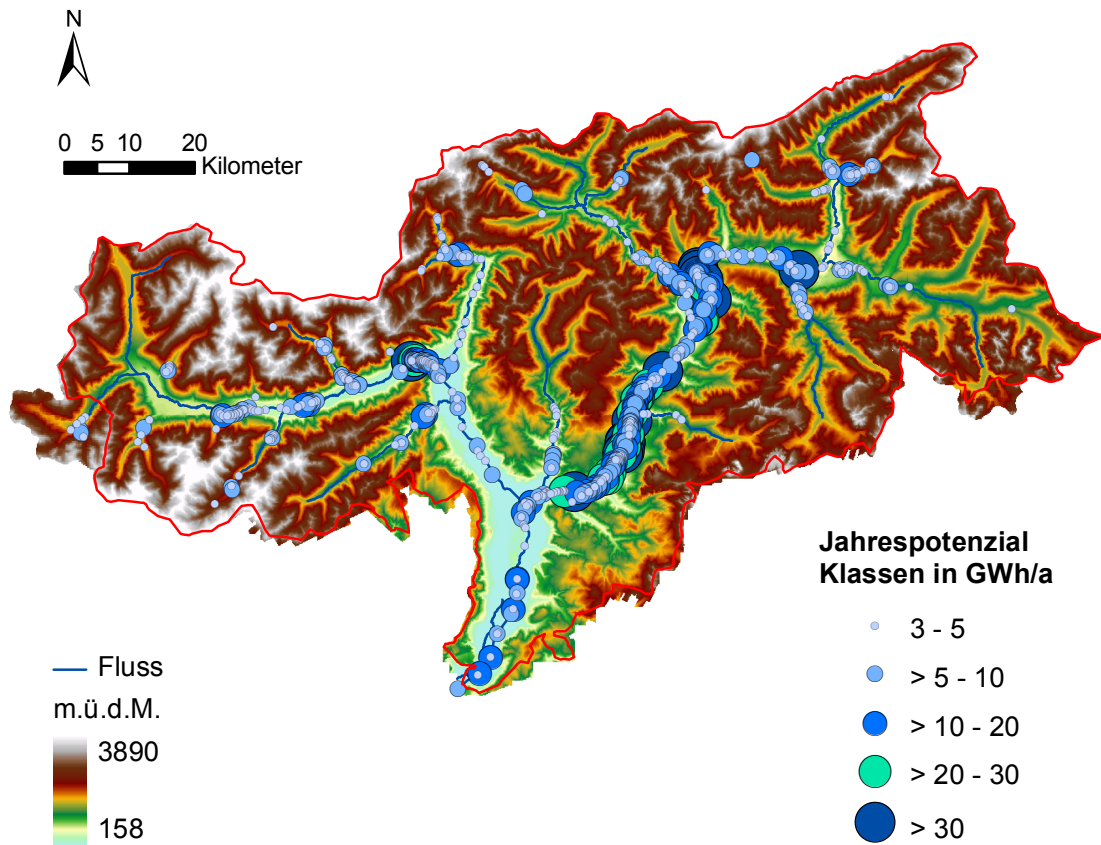 N
0 5 10 20
Kilometer
Jahrespotenzial
Klassen in GWh/a
3 - 5
> 5 - 10
> 10 - 20
> 20 - 30
> 30
Fluss
m.ü.d.M.
3890
158